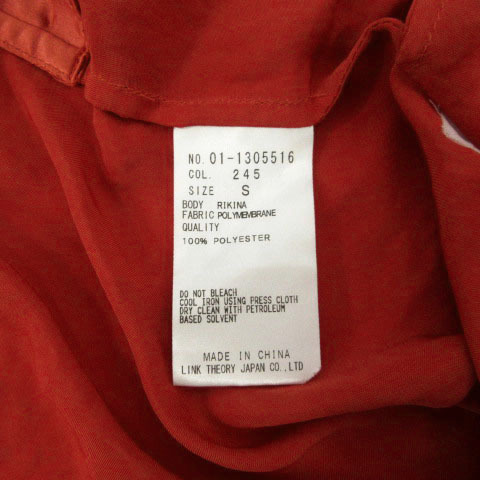 NO. 01-1305516
COL. 245
SIZE S
BODY RIKINA
FABRIC POLYMEMBRANE
QUALITY
100% POLYESTER
DO NOT BLEACH
COOL IRON USING PRESS CLOTH
DRY CLEAN WITH PETROLEUM
BASED SOLVENT
MADE IN CHINA
LINK THEORY JAPAN CO.,LTD